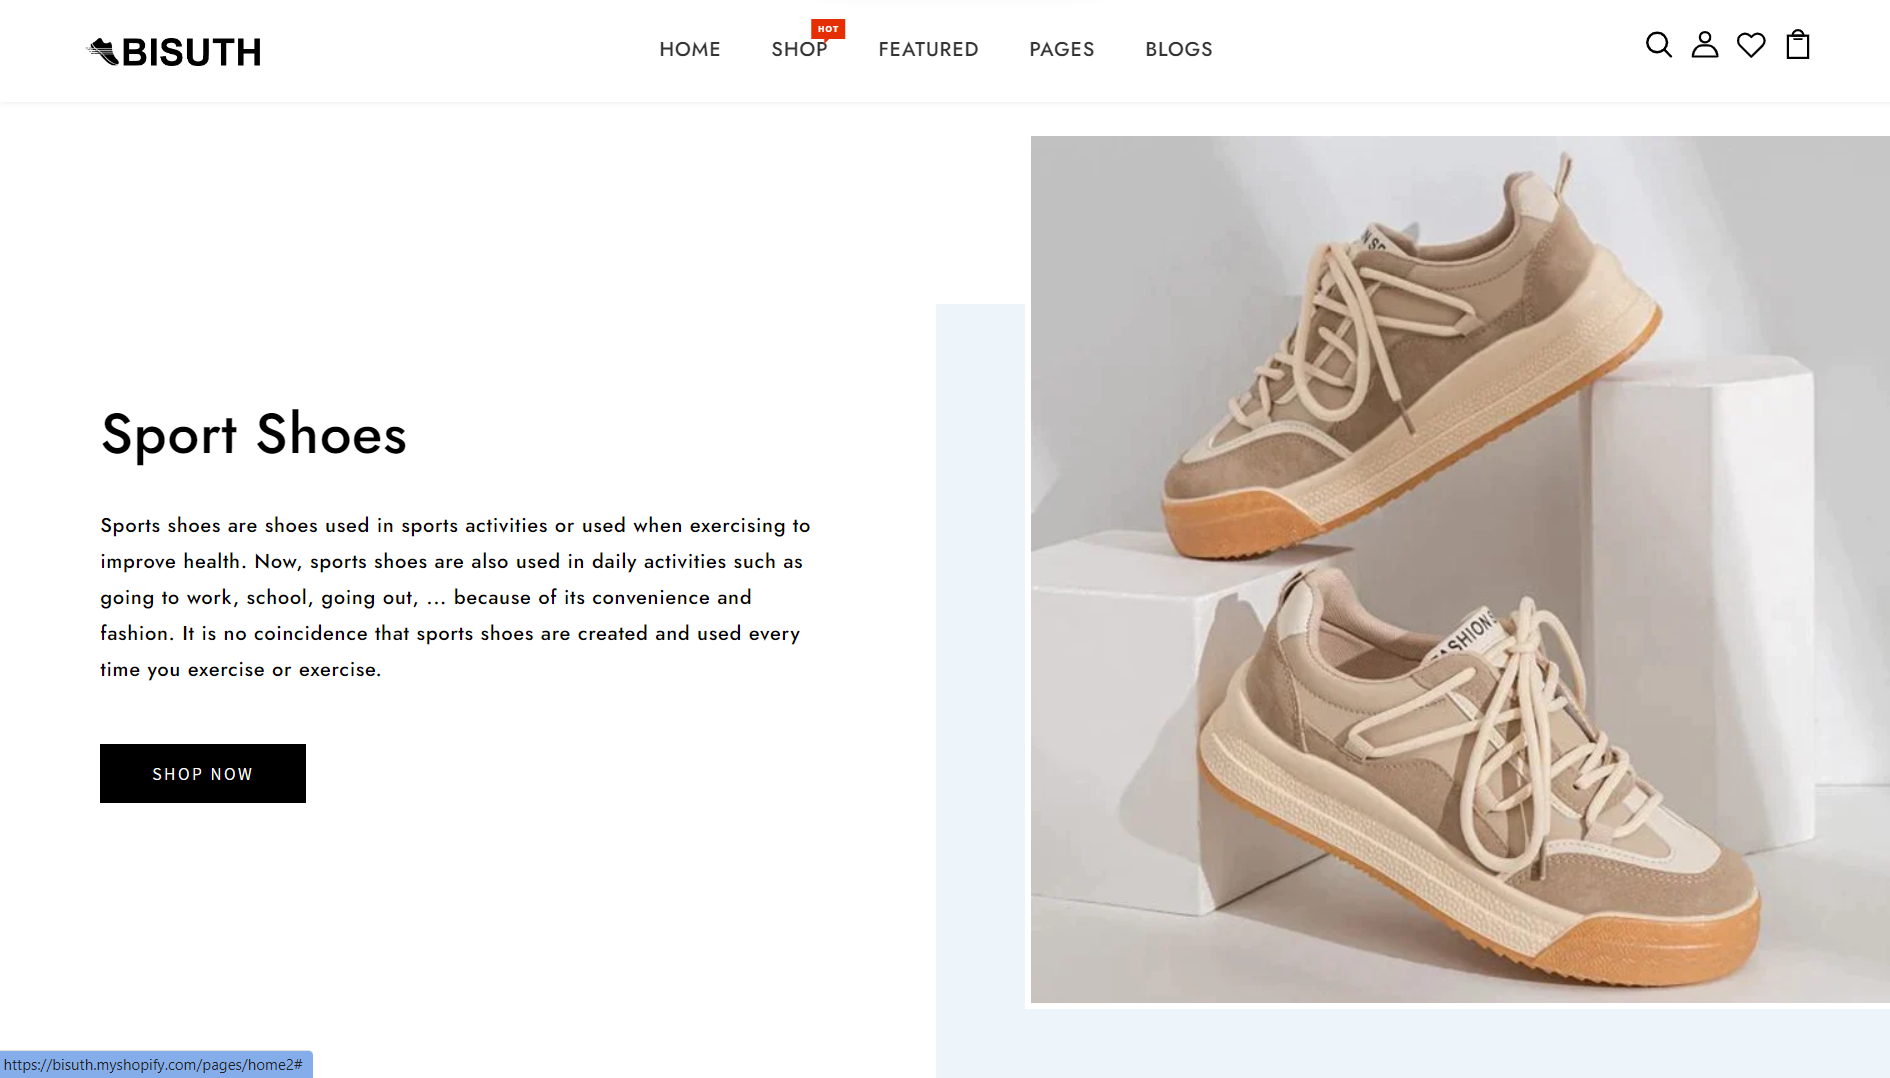 BISUTH
HOME
SHOP
HOT
FEATURED
PAGES
BLOGS
Sport Shoes
Sports shoes are shoes used in sports activities or used when exercising to
improve health. Now, sports shoes are also used in daily activities such as
going to work, school, going out, ... because of its convenience and
fashion. It is no coincidence that sports shoes are created and used every
time you exercise or exercise.
SHOP NOW
https://bisuth.myshopify.com/pages/home2#